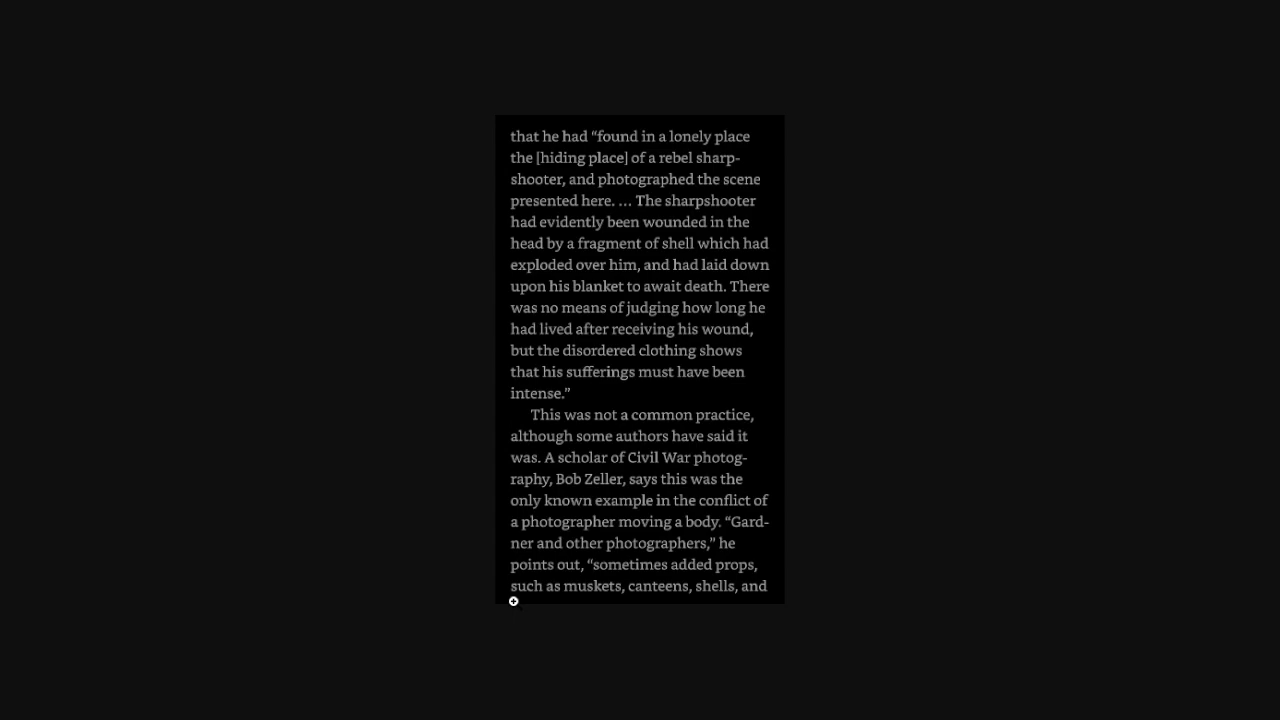 that he had “found in a lonely place
the [hiding place] of a rebel sharp-
shooter, and photographed the scene
presented here. … The sharpshooter
had evidently been wounded in the
head by a fragment of shell which had
exploded over him, and had laid down
upon his blanket to await death. There
was no means of judging how long he
had lived after receiving his wound,
but the disordered clothing shows
that his sufferings must have been
intense.”
This was not a common practice,
although some authors have said it
was. A scholar of Civil War photog-
raphy, Bob Zeller, says this was the
only known example in the conflict of
a photographer moving a body. “Gard-
ner and other photographers,” he
points out, “sometimes added props,
such as muskets, canteens, shells, and